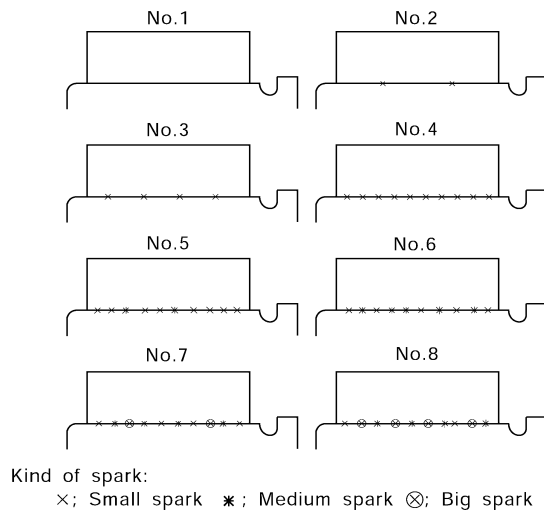 No.1 No.2
No.3 No.4
No.5 No.6
No.7 No.8
Kind of spark:
×; Small spark ∗; Medium spark ⊗; Big spark